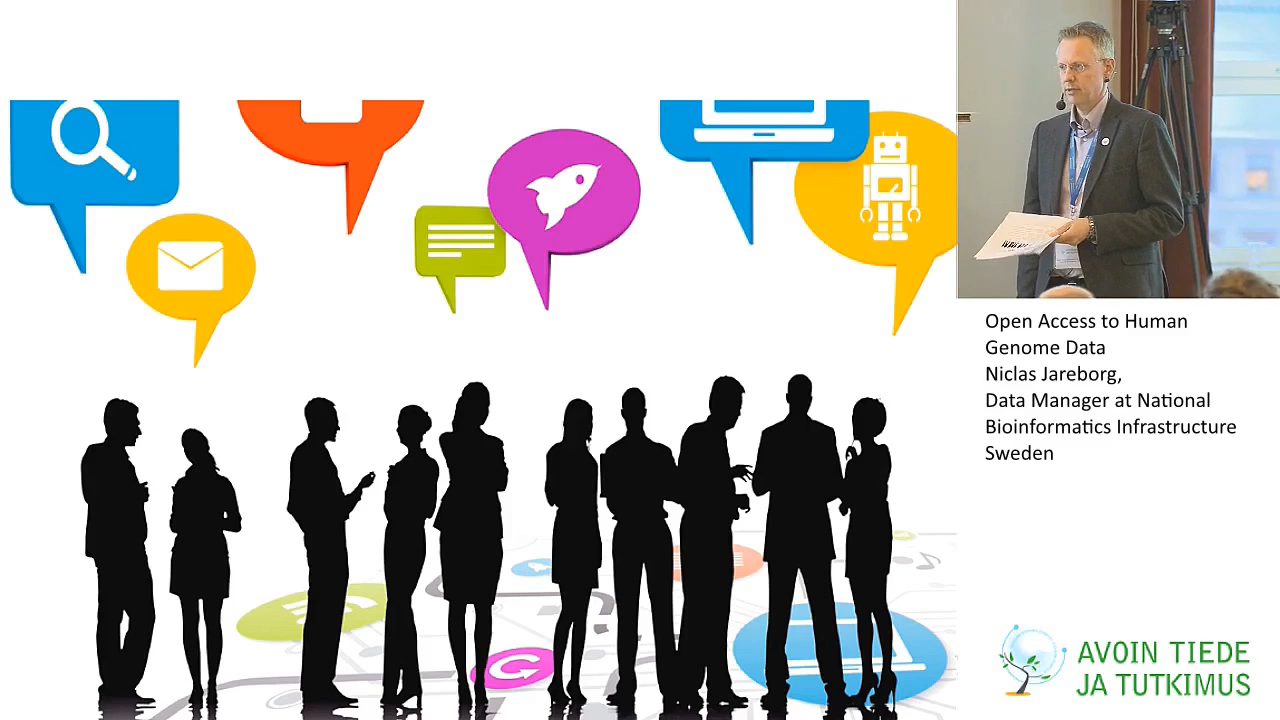 Open Access to Human
Genome Data
Niclas Jareborg,
Data Manager at National
Bioinformatics Infrastructure
Sweden
AVOIN TIEDE
JA TUTKIMUS